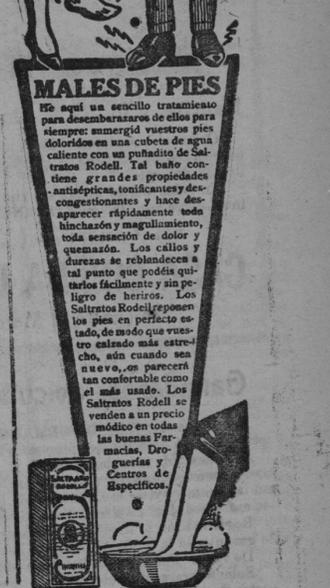 MALES DE PIES
He aquí un sencillo tratamiento
para desembarazaros de ellos para
siempre: sumergid vuestros pies
doloridos en una cubeta de agua
caliente con un puñadito de Sal-
tratos Rodell. Tal baño con-
tiene grandes propiedades
antisépticas, tonificantes y des-
congestionantes y hace des-
aparecer rápidamente toda
hinchazón y magullamiento,
toda sensación de dolor y
quemazón. Los callos y
durezas se reblandecen a
tal punto que podéis qui-
tarlos fácilmente y sin pe-
ligro de heriros. Los
Saltratos Rodell reponen
los pies en perfecto es-
tado, de modo que vues-
tro calzado más estre-
cho, aún cuando sea
nuevo, os parecerá
tan confortable como
el más usado. Los
Saltratos Rodell se
venden a un precio
módico en todas
las buenas Far-
macias, Dro-
guerías y
Centros de
Específicos.
SALTRATOS
RODELL